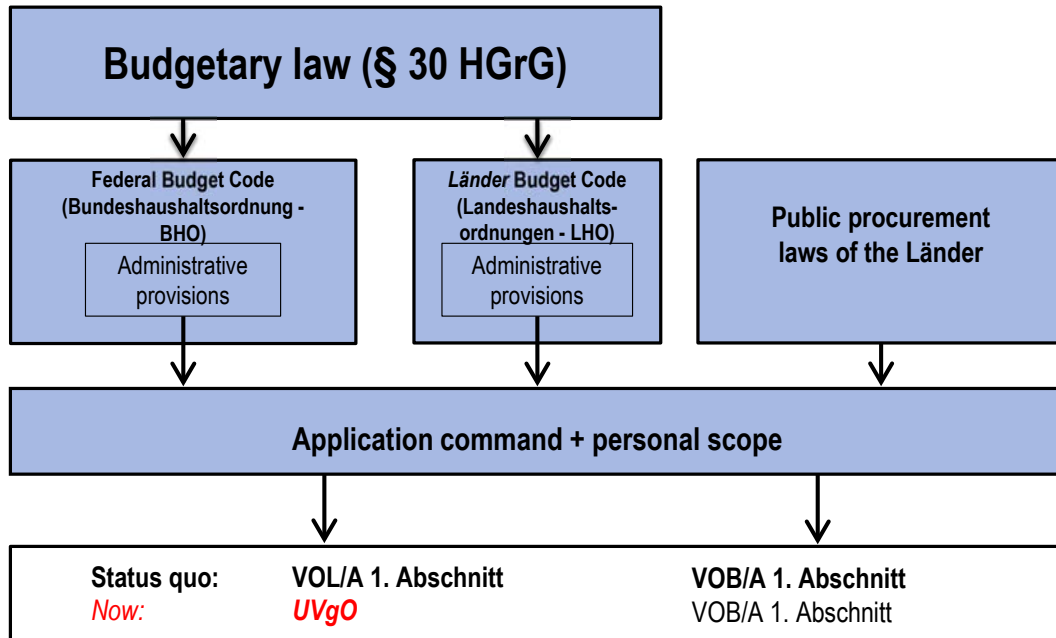 Budgetary law (§ 30 HGrG)
Federal Budget Code
(Bundeshaushaltsordnung -
BHO)
Administrative
provisions
Länder Budget Code
(Landeshaushalts-
ordnungen - LHO)
Administrative
provisions
Public procurement
laws of the Länder
Application command + personal scope
Status quo: VOL/A 1. Abschnitt VOB/A 1. Abschnitt
Now: UVgO VOB/A 1. Abschnitt